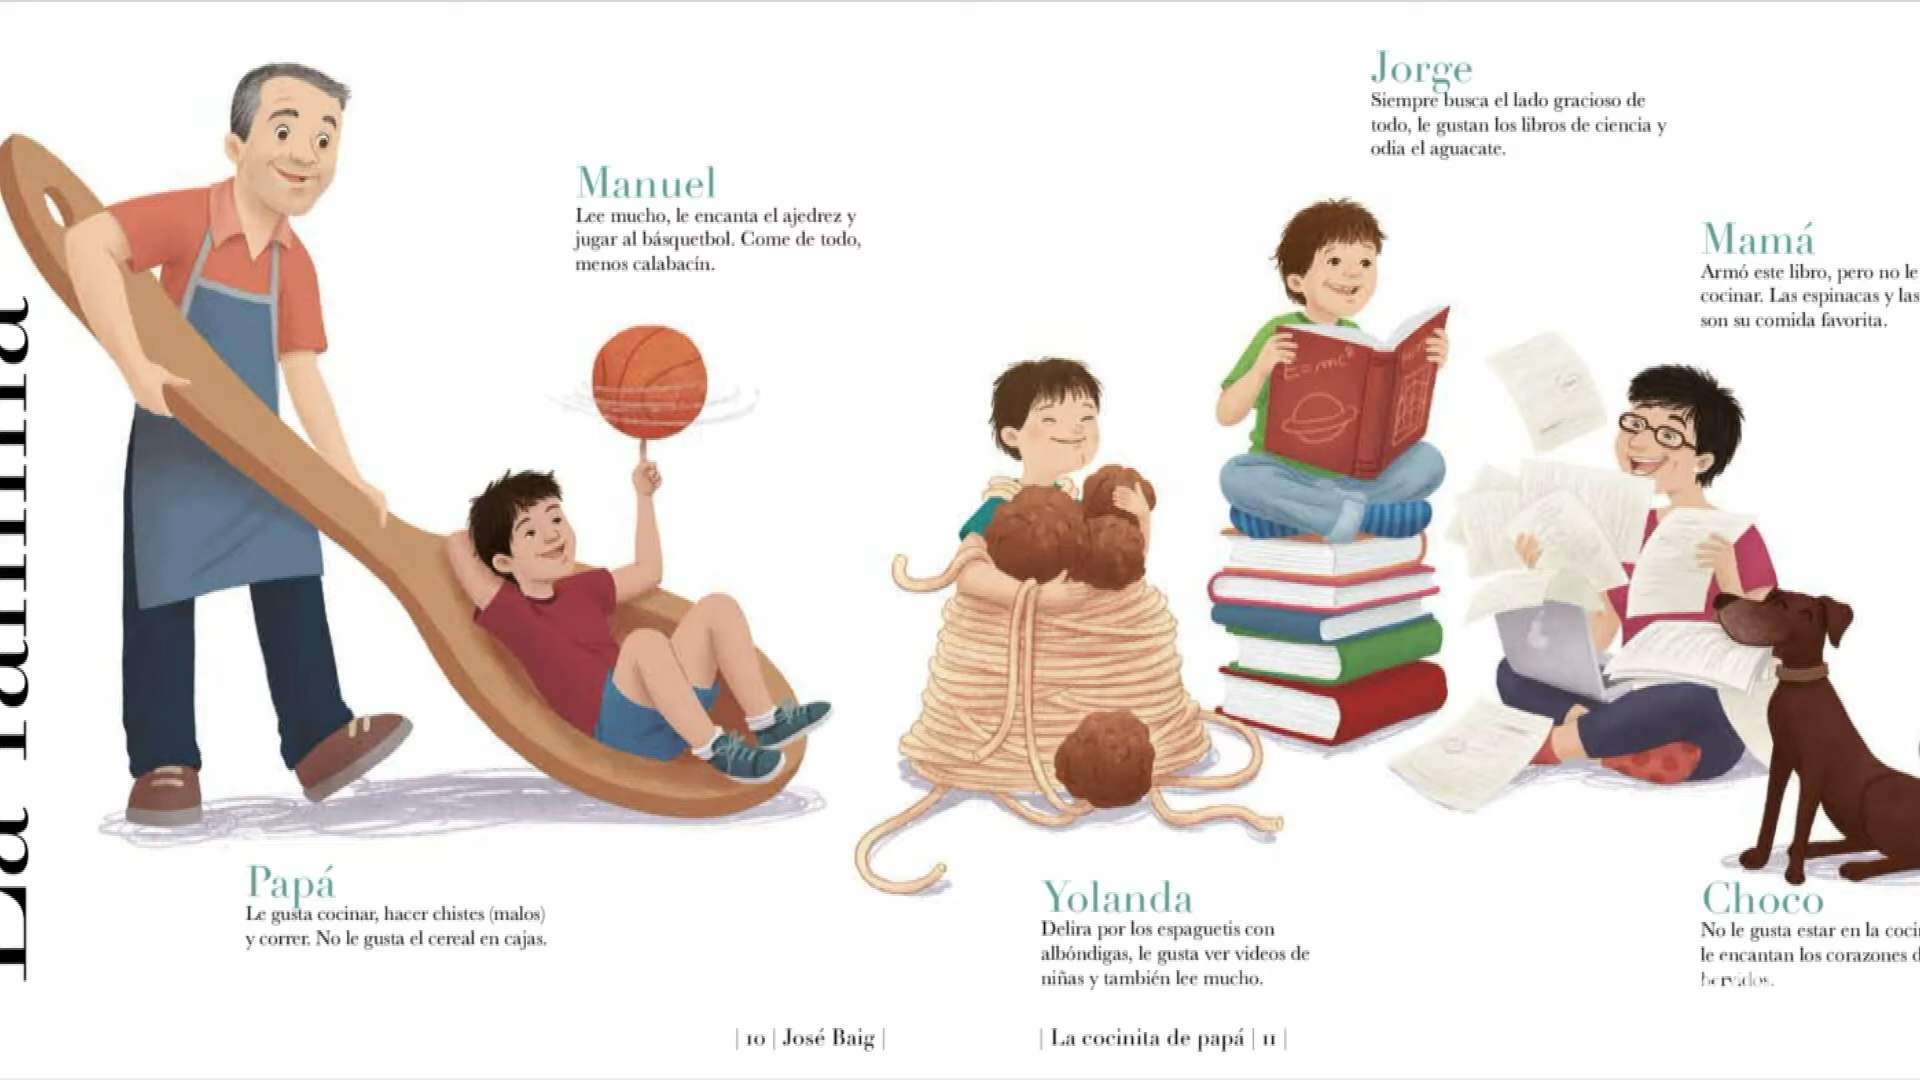 La familia
Manuel
Lee mucho, le encanta el ajedrez y
jugar al básquetbol. Come de todo,
menos calabacín.
Papá
Le gusta cocinar, hacer chistes (malos)
y correr. No le gusta el cereal en cajas.
Jorge
Siempre busca el lado gracioso de
todo, le gustan los libros de ciencia y
odia el aguacate.
E=mc²
Mamá
Armó este libro, pero no le
cocinar. Las espinacas y las
son su comida favorita.
Yolanda
Delira por los espaguetis con
albóndigas, le gusta ver videos de
niñas y también lee mucho.
Choco
No le gusta estar en la
le encantan los corazones
hervidos.
| 10 | José Baig |
| La cocinita de papá | 11 |